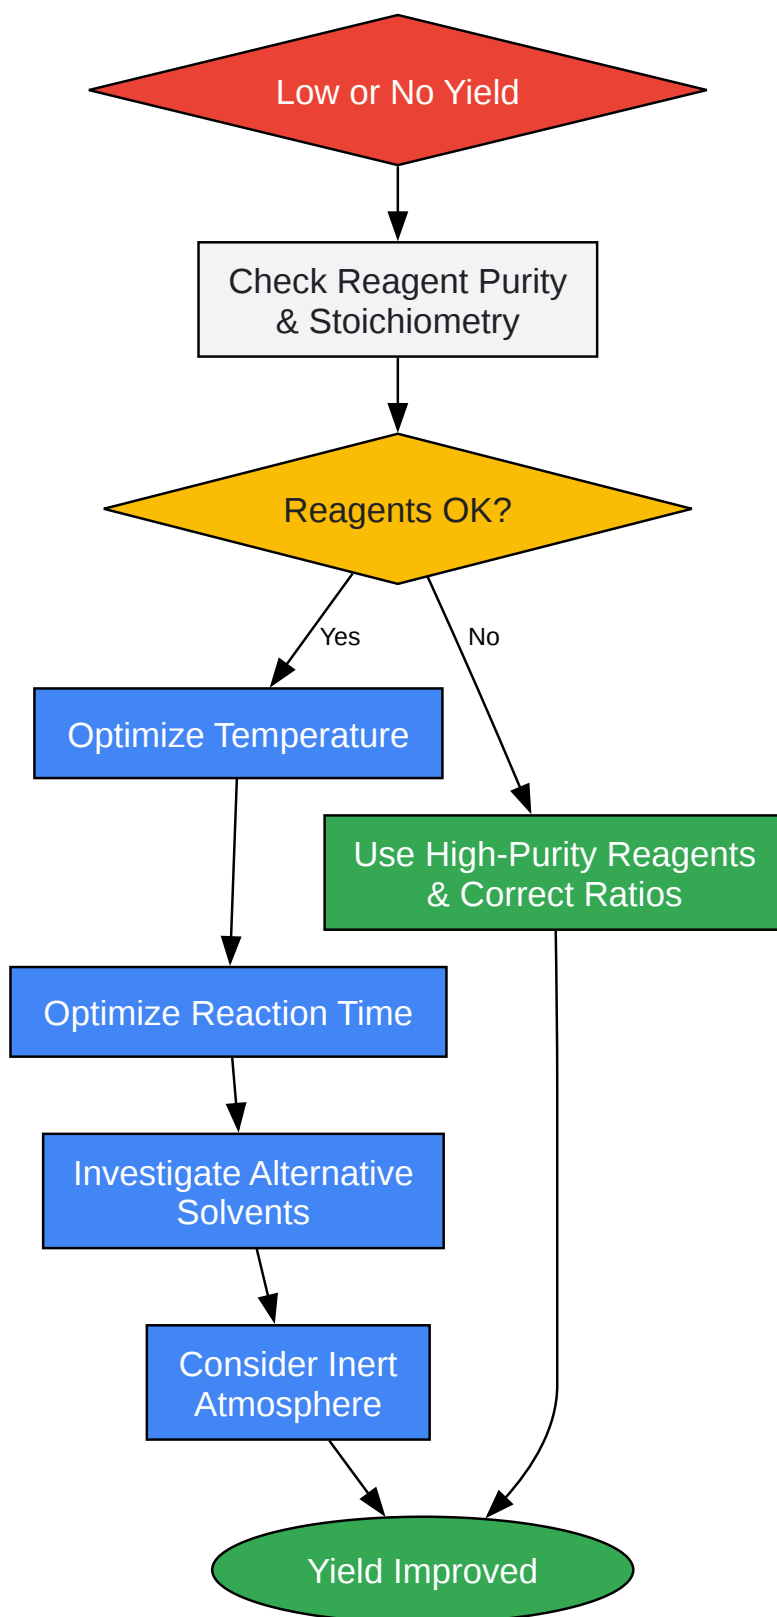 Low or No Yield
Check Reagent Purity
& Stoichiometry
Reagents OK?
Yes
No
Optimize Temperature
Use High-Purity Reagents
& Correct Ratios
Optimize Reaction Time
Investigate Alternative
Solvents
Consider Inert
Atmosphere
Yield Improved